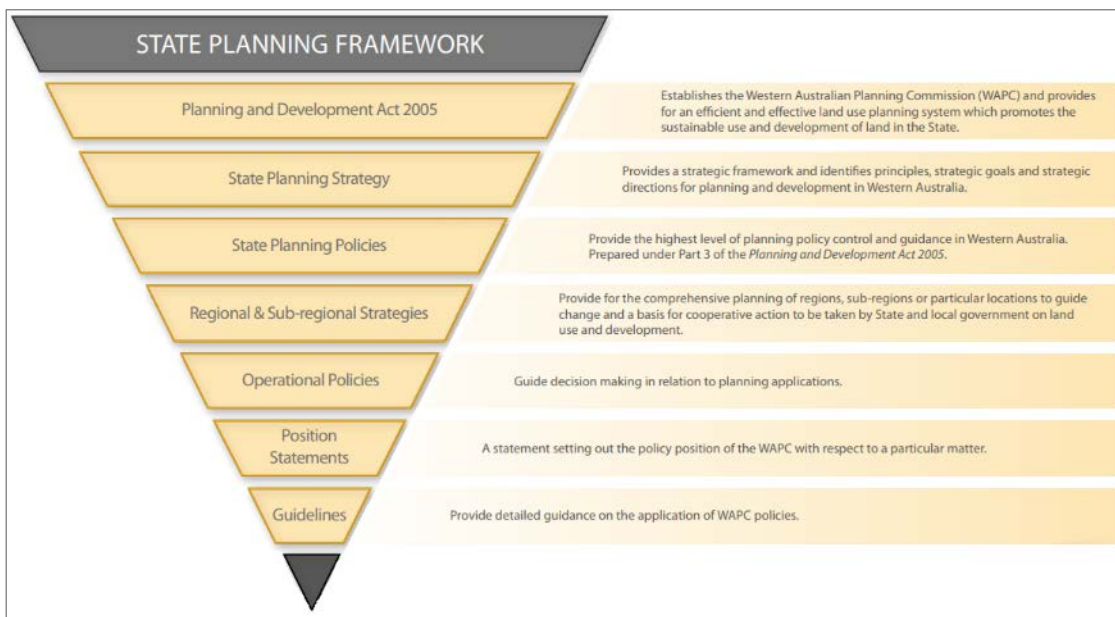 STATE PLANNING FRAMEWORK
Planning and Development Act 2005
Establishes the Western Australian Planning Commission (WAPC) and provides
for an efficient and effective land use planning system which promotes the
sustainable use and development of land in the State.
State Planning Strategy
Provides a strategic framework and identifies principles, strategic goals and strategic
directions for planning and development in Western Australia.
State Planning Policies
Provide the highest level of planning policy control and guidance in Western Australia.
Prepared under Part 3 of the Planning and Development Act 2005.
Regional & Sub-regional Strategies
Provide for the comprehensive planning of regions, sub-regions or particular locations to guide
change and a basis for cooperative action to be taken by State and local government on land
use and development.
Operational Policies
Guide decision making in relation to planning applications.
Position
Statements
A statement setting out the policy position of the WAPC with respect to a particular matter.
Guidelines
Provide detailed guidance on the application of WAPC policies.